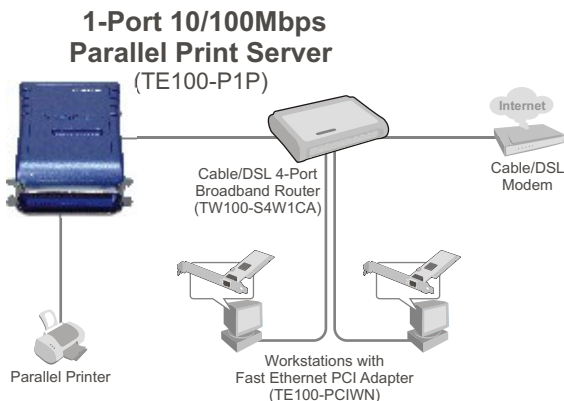 1-Port 10/100Mbps
Parallel Print Server
(TE100-P1P)
Internet
Cable/DSL 4-Port
Broadband Router
(TW100-S4W1CA)
Cable/DSL
Modem
Parallel Printer
Workstations with
Fast Ethernet PCI Adapter
(TE100-PCIWN)